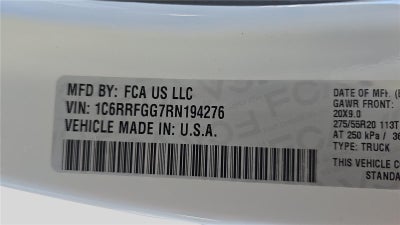 MFD BY: FCA US LLC
VIN: 1C6RRFGG7RN194276
VEHICLE MADE IN: U.S.A.
DATE OF MFR:
GAWR FRONT:
20X9.0
275/55R20 113T
AT 250 kPa / 36
TYPE: TRUCK
THIS VEHICLE
STANDA